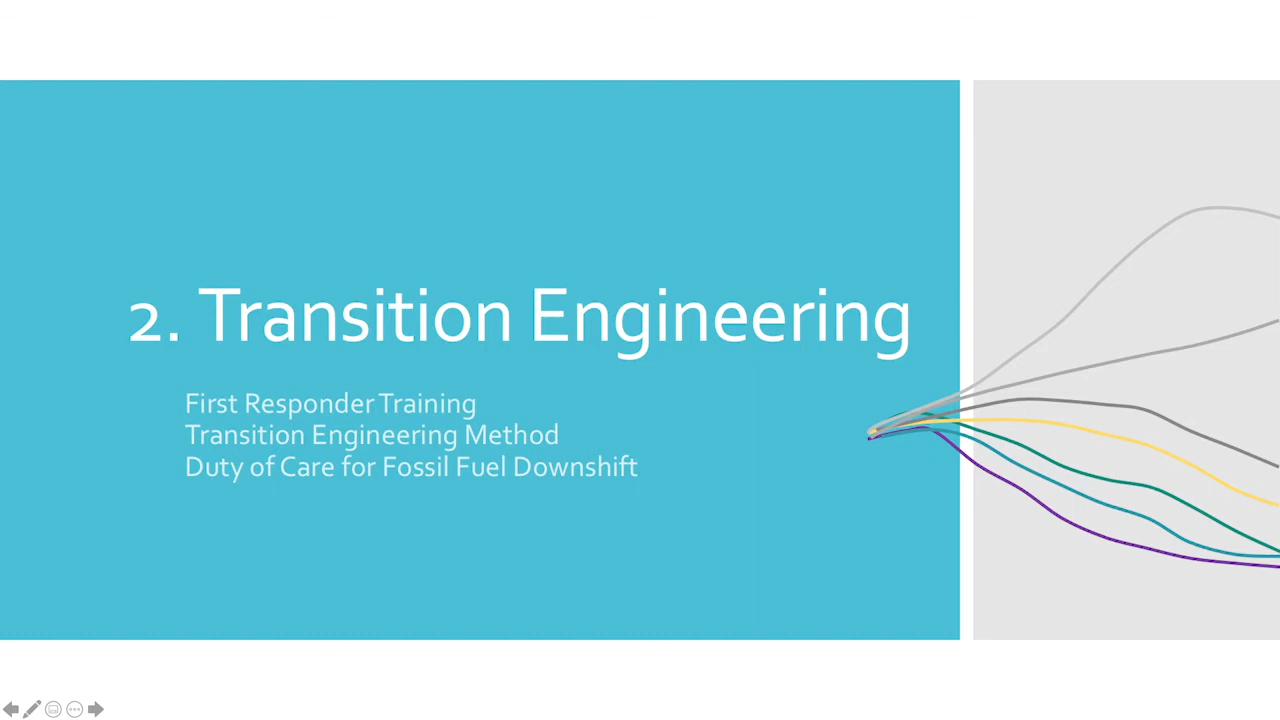 2. Transition Engineering
First Responder Training
Transition Engineering Method
Duty of Care for Fossil Fuel Downshift